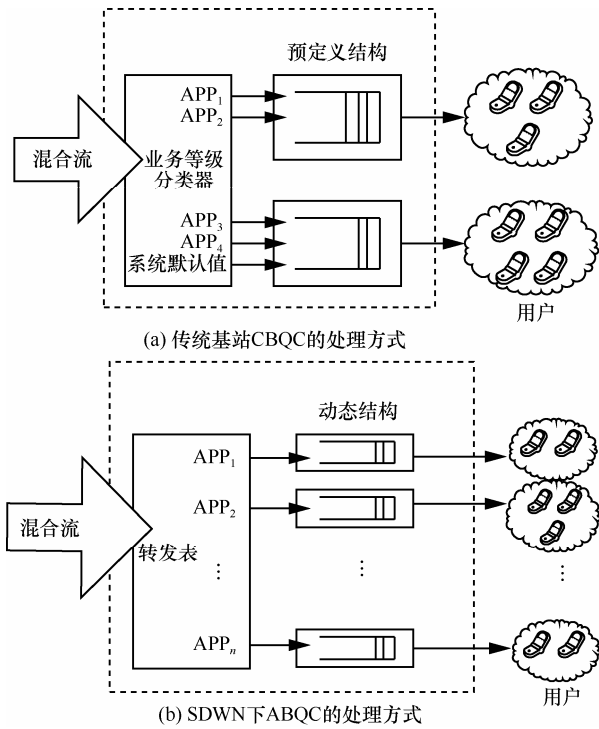 预定义结构
APP₁
APP₂
混合流
业务等级
分类器
APP₃
APP₄
系统默认值
用户
(a) 传统基站CBQC的处理方式
动态结构
APP₁
APP₂
混合流
转发表
⋮
⋮
⋮
APPₙ
用户
(b) SDWN下ABQC的处理方式